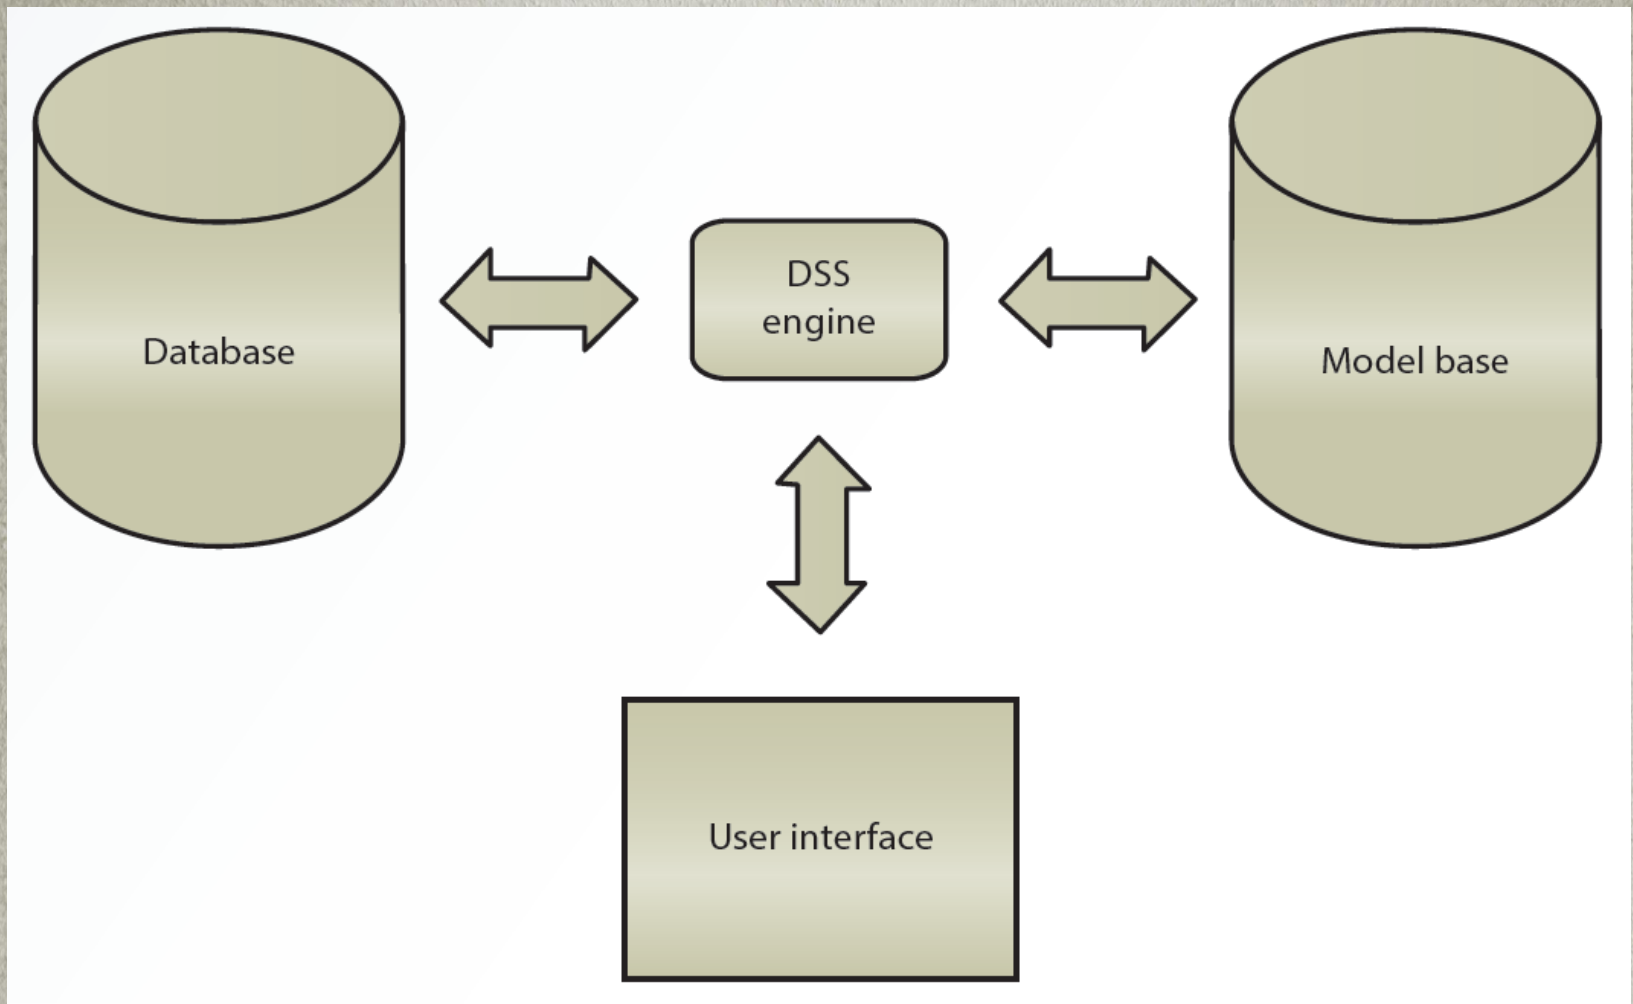 Database
DSS
engine
Model base
User interface